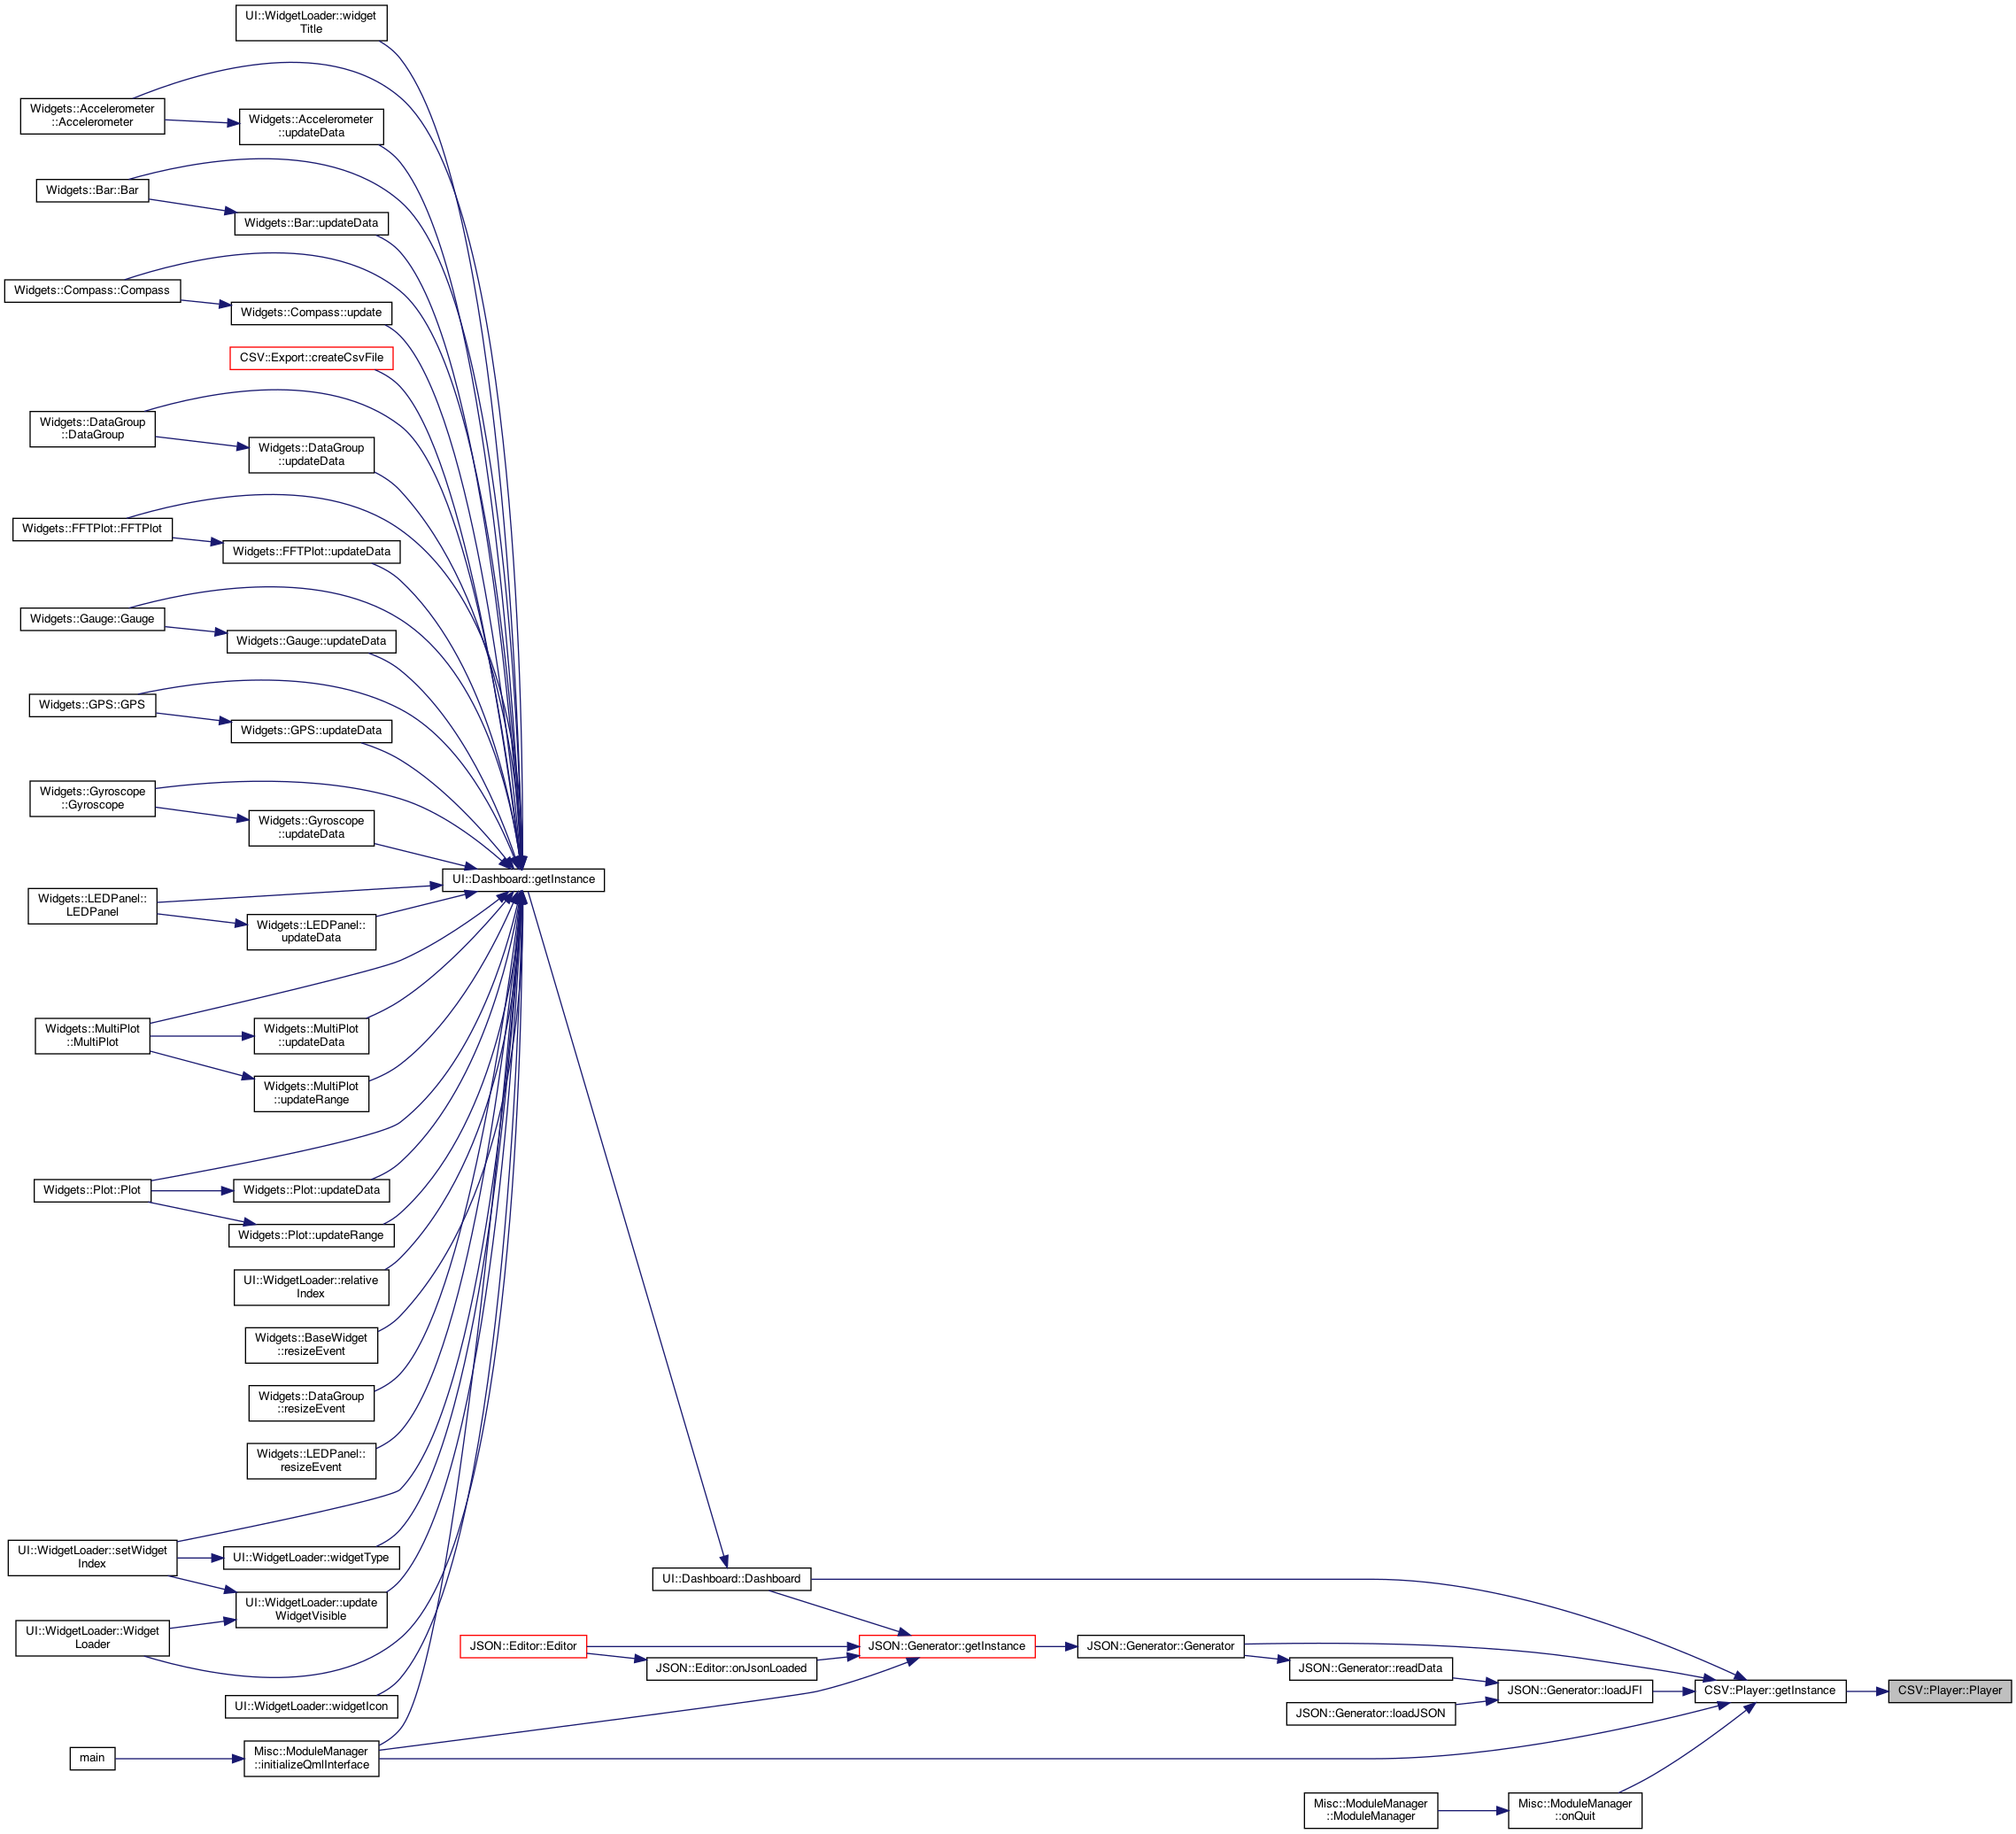 UI::WidgetLoader::widget
Title
Widgets::Accelerometer
::Accelerometer
Widgets::Accelerometer
::updateData
Widgets::Bar::Bar
Widgets::Bar::updateData
Widgets::Compass::Compass
Widgets::Compass::update
CSV::Export::createCsvFile
Widgets::DataGroup
::DataGroup
Widgets::DataGroup
::updateData
Widgets::FFTPlot::FFTPlot
Widgets::FFTPlot::updateData
Widgets::Gauge::Gauge
Widgets::Gauge::updateData
Widgets::GPS::GPS
Widgets::GPS::updateData
Widgets::Gyroscope
::Gyroscope
Widgets::Gyroscope
::updateData
UI::Dashboard::getInstance
Widgets::LEDPanel::
LEDPanel
Widgets::LEDPanel::
updateData
Widgets::MultiPlot
::MultiPlot
Widgets::MultiPlot
::updateData
Widgets::MultiPlot
::updateRange
Widgets::Plot::Plot
Widgets::Plot::updateData
Widgets::Plot::updateRange
UI::WidgetLoader::relative
Index
Widgets::BaseWidget
::resizeEvent
Widgets::DataGroup
::resizeEvent
Widgets::LEDPanel::
resizeEvent
UI::WidgetLoader::setWidget
Index
UI::WidgetLoader::widgetType
UI::Dashboard::Dashboard
UI::WidgetLoader::update
WidgetVisible
UI::WidgetLoader::Widget
Loader
JSON::Editor::Editor
JSON::Generator::getInstance
JSON::Generator::Generator
JSON::Editor::onJsonLoaded
JSON::Generator::readData
JSON::Generator::loadJFI
CSV::Player::getInstance
CSV::Player::Player
UI::WidgetLoader::widgetIcon
JSON::Generator::loadJSON
main
Misc::ModuleManager
::initializeQmlInterface
Misc::ModuleManager
::ModuleManager
Misc::ModuleManager
::onQuit